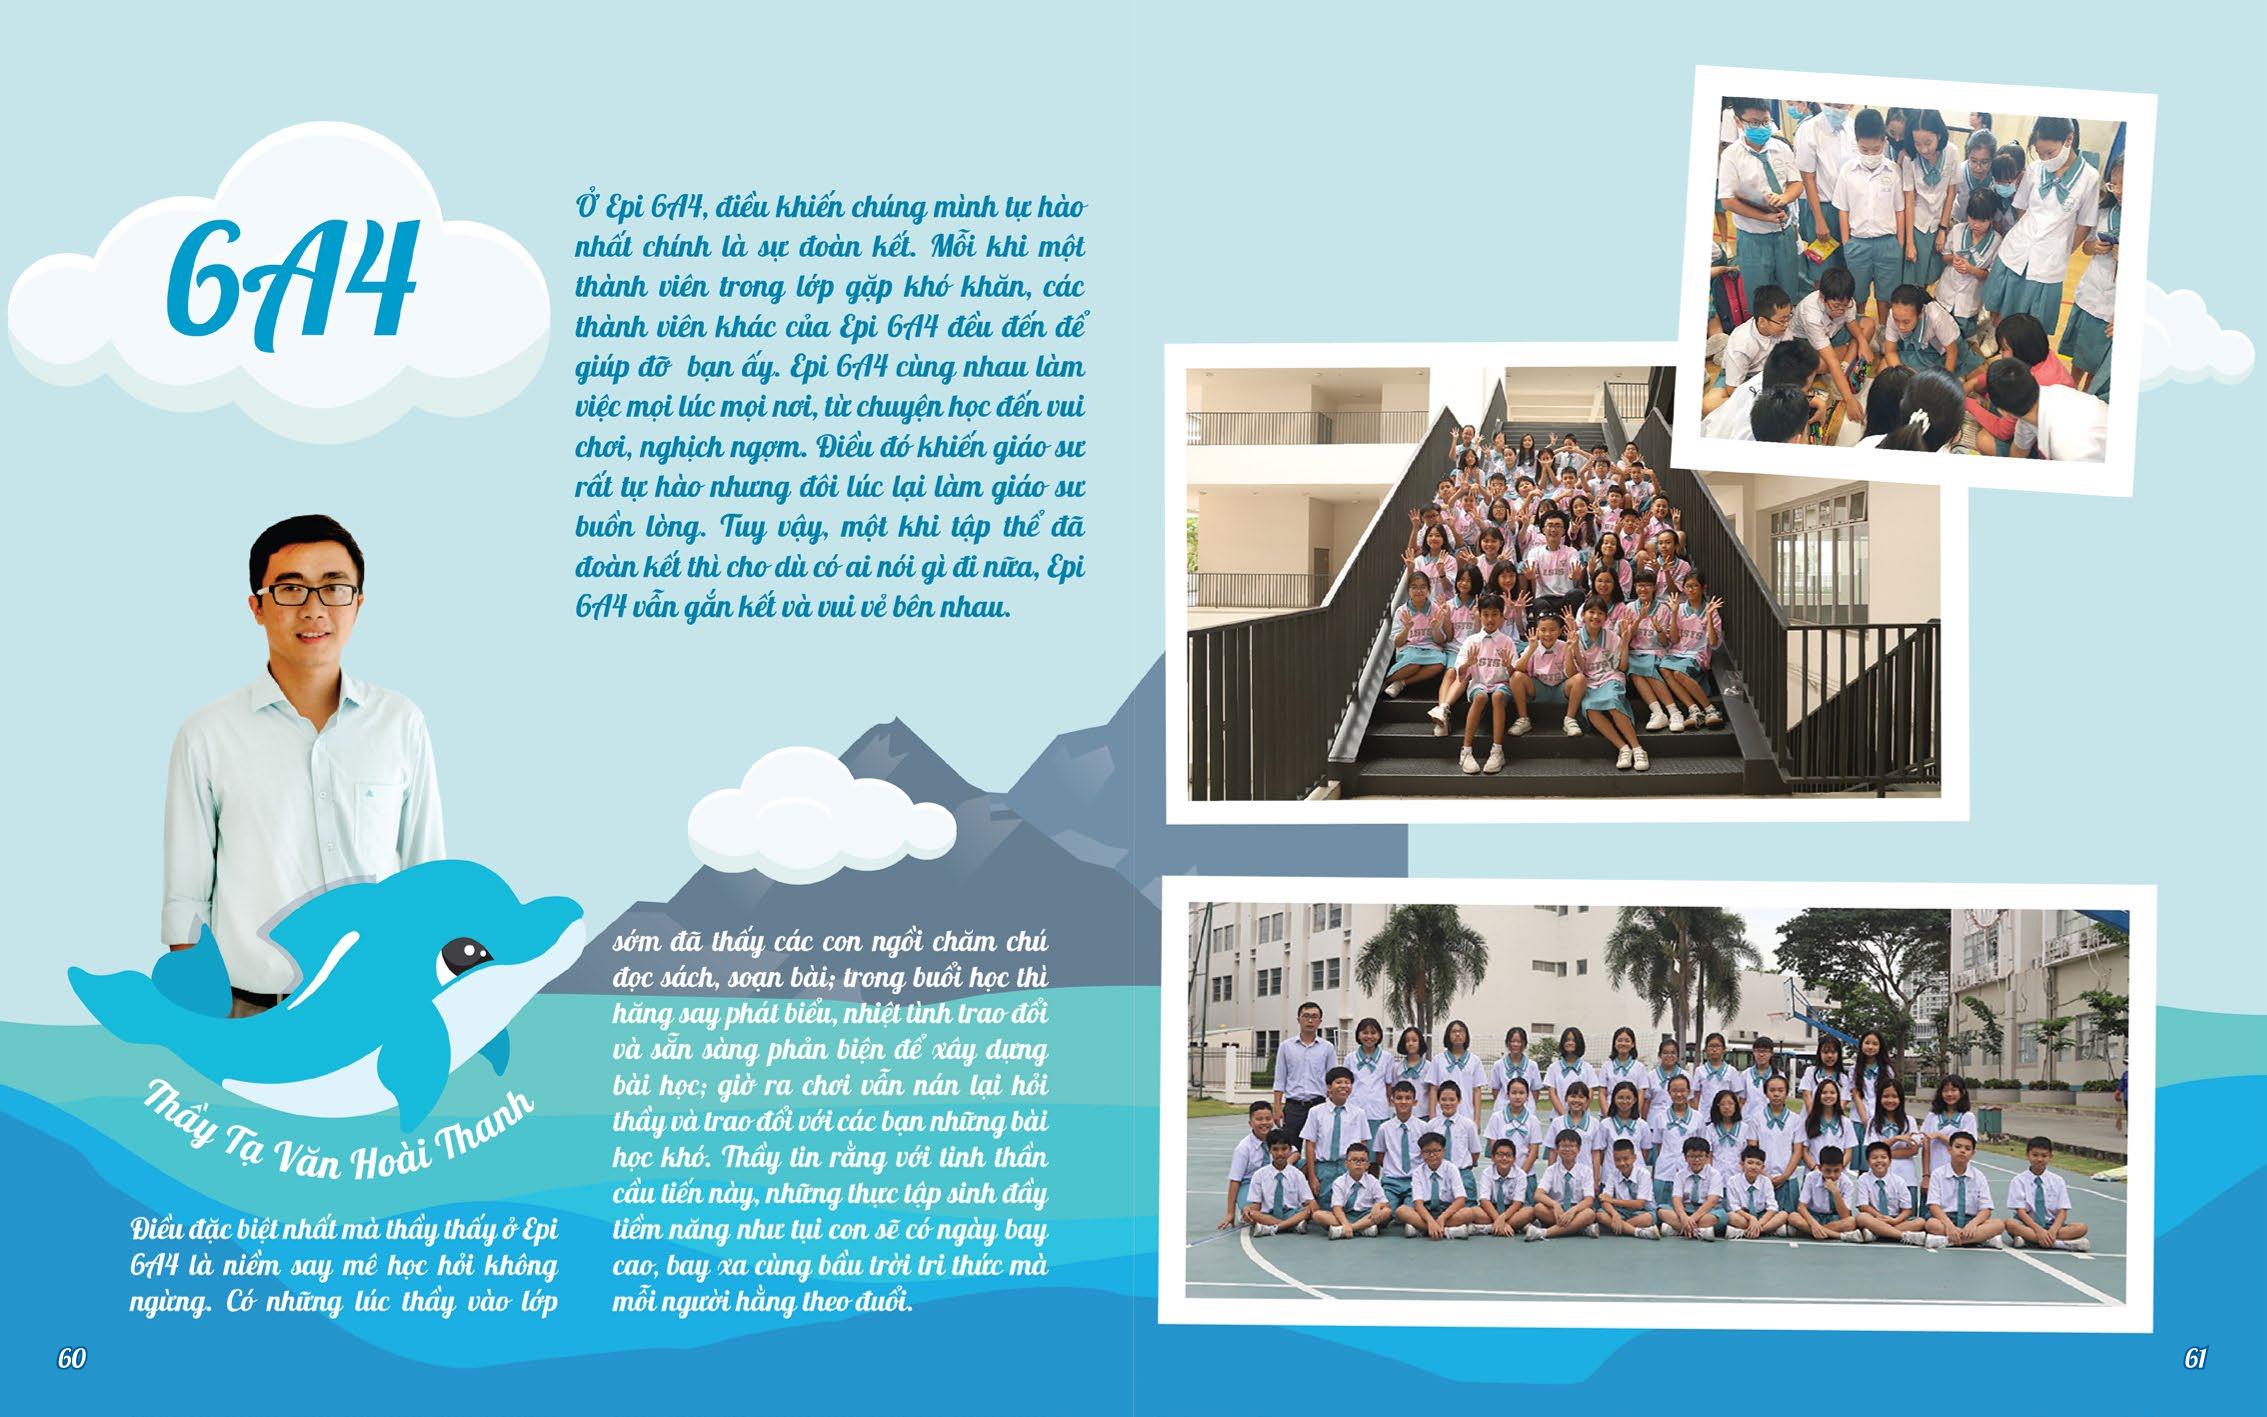 6A4
Ở Epi 6A4, điều khiến chúng mình tự hào
nhất chính là sự đoàn kết. Mỗi khi một
thành viên trong lớp gặp khó khăn, các
thành viên khác của Epi 6A4 đều đến để
giúp đỡ bạn ấy. Epi 6A4 cùng nhau làm
việc mọi lúc mọi nơi, từ chuyện học đến vui
chơi, nghịch ngợm. Điều đó khiến giáo sư
rất tự hào nhưng đôi lúc lại làm giáo sư
buồn lòng. Tuy vậy, một khi tập thể đã
đoàn kết thì cho dù có ai nói gì đi nữa, Epi
6A4 vẫn gắn kết và vui vẻ bên nhau.
Thầy Tạ Văn Hoài Thanh
Điều đặc biệt nhất mà thầy thấy ở Epi
6A4 là niềm say mê học hỏi không
ngừng. Có những lúc thầy vào lớp
sớm đã thấy các con ngồi chăm chú
đọc sách, soạn bài; trong buổi học thì
hăng say phát biểu, nhiệt tình trao đổi
và sẵn sàng phản biện để xây dựng
bài học; giờ ra chơi vẫn nán lại hỏi
thầy và trao đổi với các bạn những bài
học khó. Thầy tin rằng với tinh thần
cầu tiến này, những thực tập sinh đầy
tiềm năng như tụi con sẽ có ngày bay
cao, bay xa cùng bầu trời tri thức mà
mỗi người hằng theo đuổi.
60
61